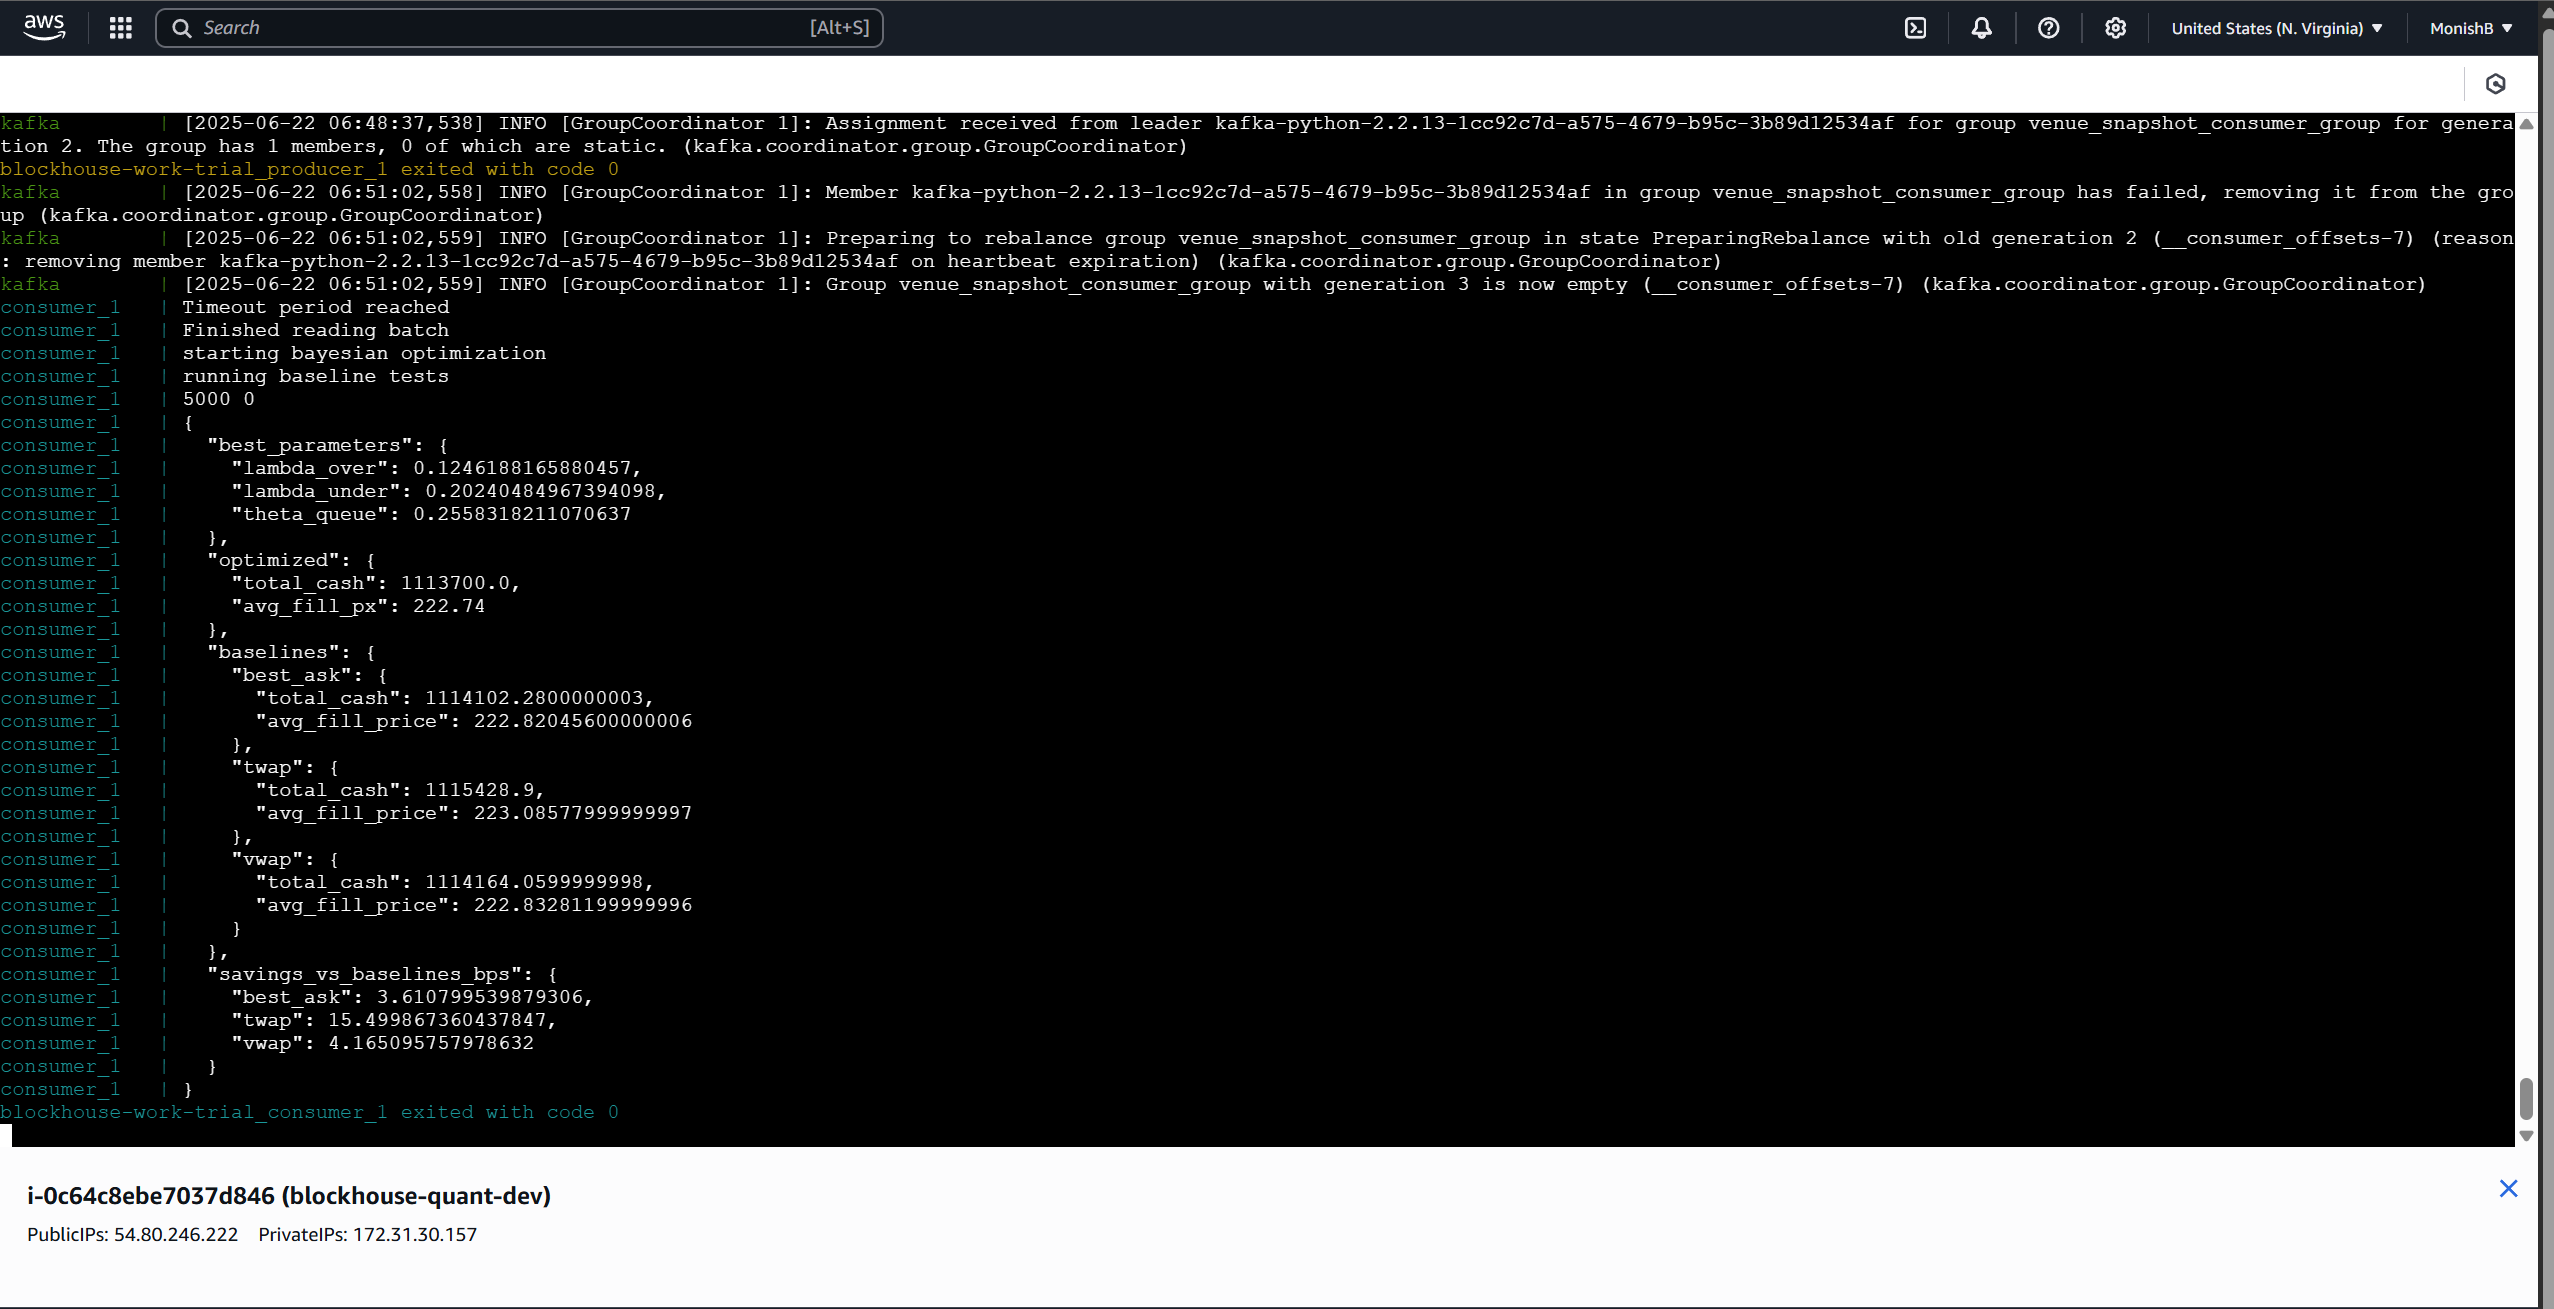 aws
Search [Alt+S]
United States (N. Virginia)
MonishB
kafka | [2025-06-22 06:48:37,538] INFO [GroupCoordinator 1]: Assignment received from leader kafka-python-2.2.13-1cc92c7d-a575-4679-b95c-3b89d12534af for group venue_snapshot_consumer_group for genera
tion 2. The group has 1 members, 0 of which are static. (kafka.coordinator.group.GroupCoordinator)
blockhouse-work-trial_producer_1 exited with code 0
kafka | [2025-06-22 06:51:02,558] INFO [GroupCoordinator 1]: Member kafka-python-2.2.13-1cc92c7d-a575-4679-b95c-3b89d12534af in group venue_snapshot_consumer_group has failed, removing it from the gro
up (kafka.coordinator.group.GroupCoordinator)
kafka | [2025-06-22 06:51:02,559] INFO [GroupCoordinator 1]: Preparing to rebalance group venue_snapshot_consumer_group in state PreparingRebalance with old generation 2 (__consumer_offsets-7) (reason
: removing member kafka-python-2.2.13-1cc92c7d-a575-4679-b95c-3b89d12534af on heartbeat expiration) (kafka.coordinator.group.GroupCoordinator)
kafka | [2025-06-22 06:51:02,559] INFO [GroupCoordinator 1]: Group venue_snapshot_consumer_group with generation 3 is now empty (__consumer_offsets-7) (kafka.coordinator.group.GroupCoordinator)
consumer_1 | Timeout period reached
consumer_1 | Finished reading batch
consumer_1 | starting bayesian optimization
consumer_1 | running baseline tests
consumer_1 | 5000 0
consumer_1 | {
consumer_1 | "best_parameters": {
consumer_1 | "lambda_over": 0.1246188165880457,
consumer_1 | "lambda_under": 0.20240484967394098,
consumer_1 | "theta_queue": 0.2558318211070637
consumer_1 | },
consumer_1 | "optimized": {
consumer_1 | "total_cash": 1113700.0,
consumer_1 | "avg_fill_px": 222.74
consumer_1 | },
consumer_1 | "baselines": {
consumer_1 | "best_ask": {
consumer_1 | "total_cash": 1114102.2800000003,
consumer_1 | "avg_fill_price": 222.82045600000006
consumer_1 | },
consumer_1 | "twap": {
consumer_1 | "total_cash": 1115428.9,
consumer_1 | "avg_fill_price": 223.08577999999997
consumer_1 | },
consumer_1 | "vwap": {
consumer_1 | "total_cash": 1114164.0599999998,
consumer_1 | "avg_fill_price": 222.83281199999996
consumer_1 | }
consumer_1 | },
consumer_1 | "savings_vs_baselines_bps": {
consumer_1 | "best_ask": 3.610799539879306,
consumer_1 | "twap": 15.499867360437847,
consumer_1 | "vwap": 4.165095757978632
consumer_1 | }
consumer_1 | }
blockhouse-work-trial_consumer_1 exited with code 0
i-0c64c8ebe7037d846 (blockhouse-quant-dev)
PublicIPs: 54.80.246.222 PrivateIPs: 172.31.30.157